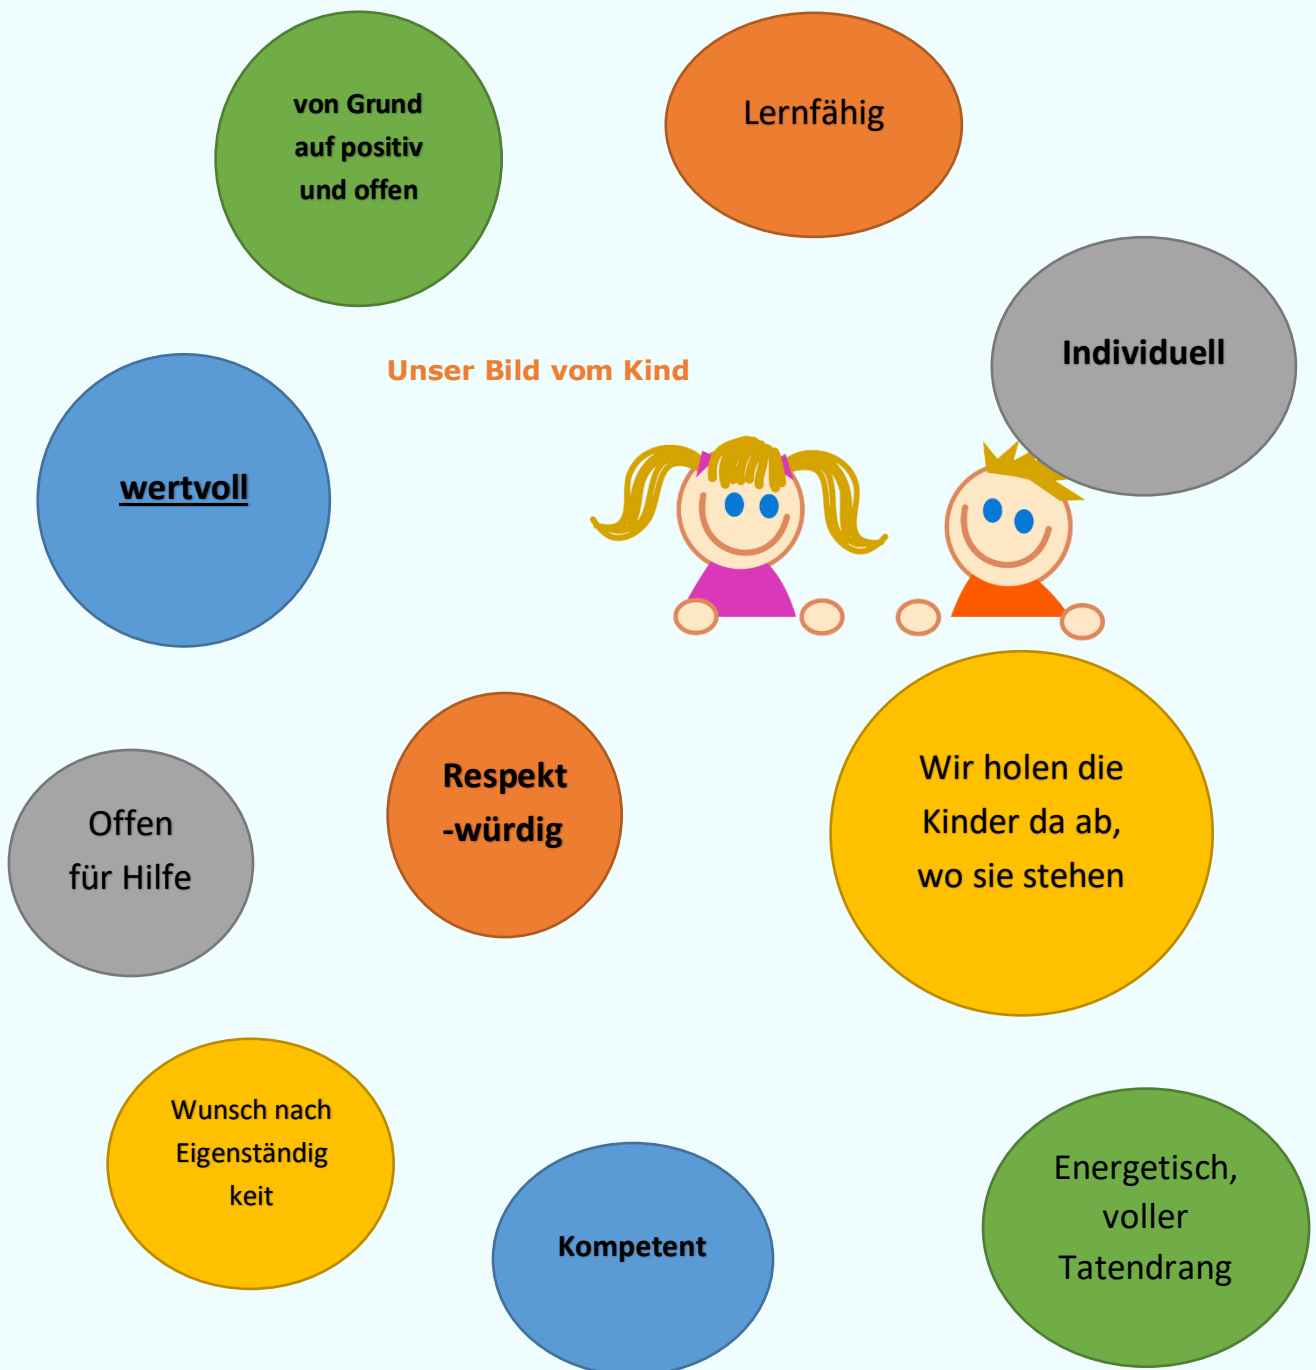 von Grund
auf positiv
und offen
Lernfähig
Individuell
Unser Bild vom Kind
wertvoll
Respekt
-würdig
Wir holen die
Kinder da ab,
wo sie stehen
Offen
für Hilfe
Wunsch nach
Eigenständig
keit
Kompetent
Energetisch,
voller
Tatendrang